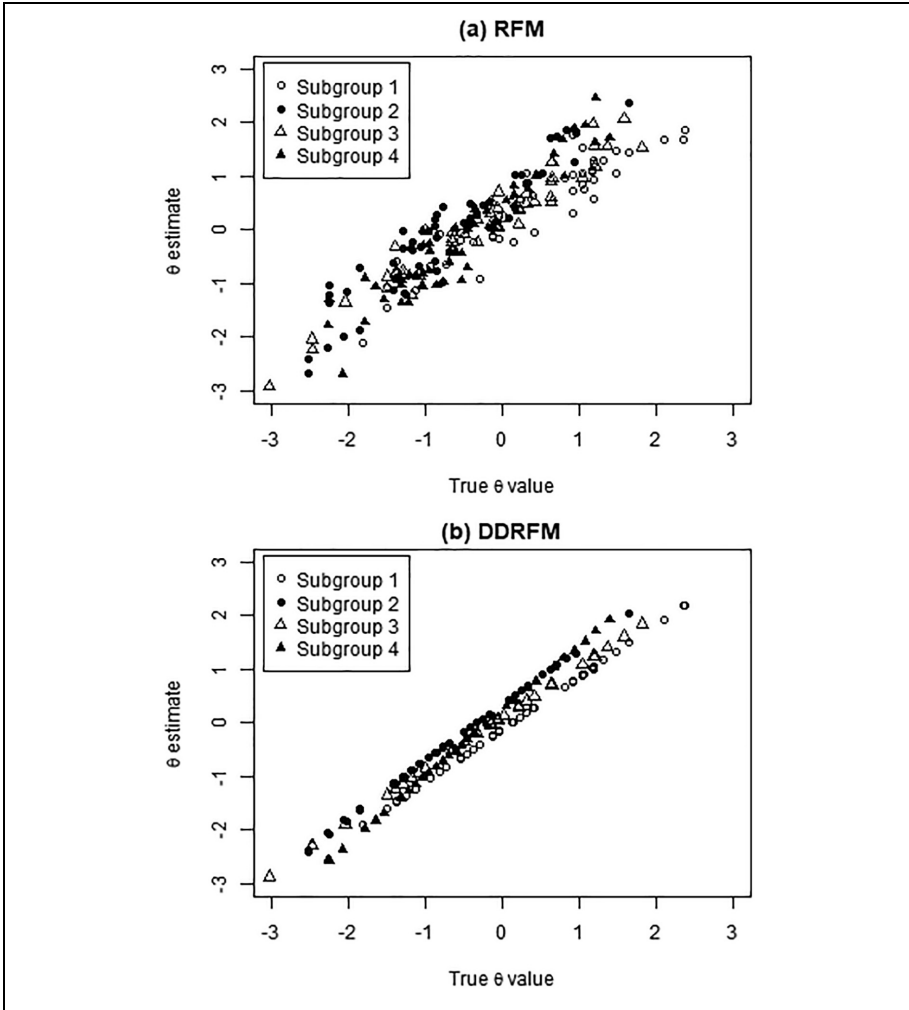 (a) RFM
3
2
1
0
-1
-2
-3
θ estimate
Subgroup 1
Subgroup 2
Subgroup 3
Subgroup 4
-3 -2 -1 0 1 2 3
True θ value
(b) DDRFM
3
2
1
0
-1
-2
-3
θ estimate
Subgroup 1
Subgroup 2
Subgroup 3
Subgroup 4
-3 -2 -1 0 1 2 3
True θ value